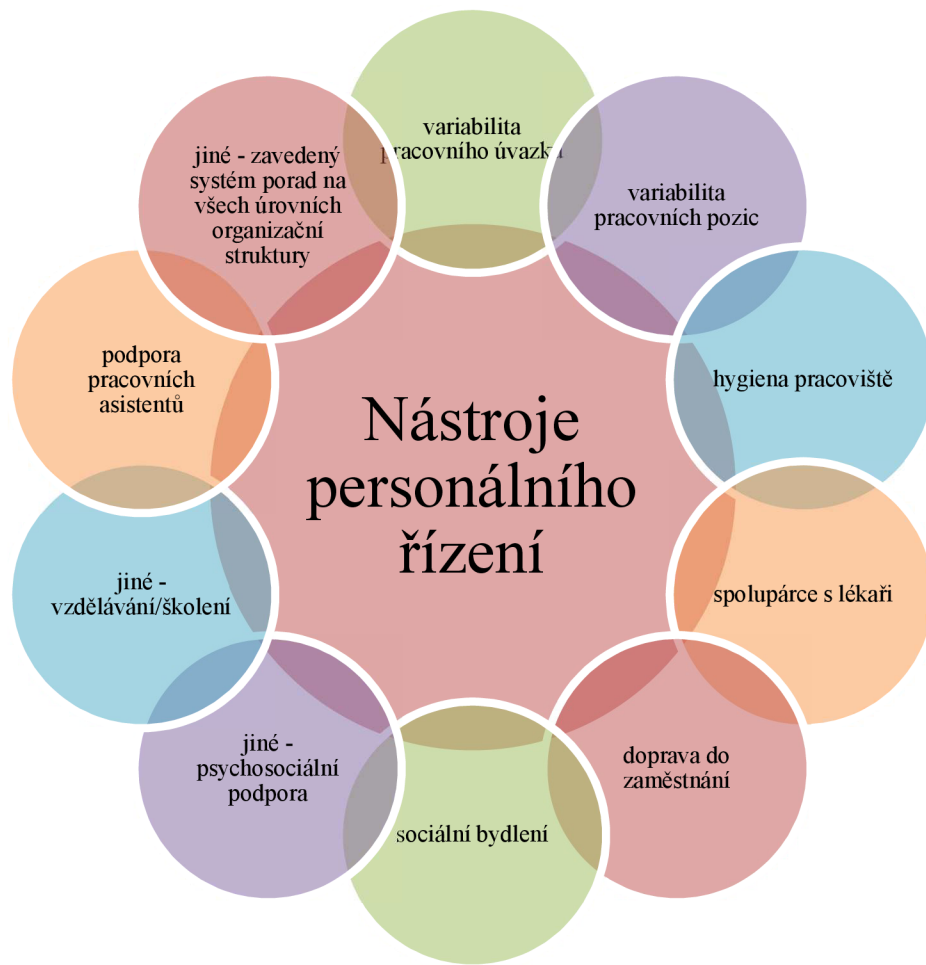 variabilita
pracovního úvazku
variabilita
pracovních pozic
hygiena pracoviště
spolupárce s lékaři
doprava do
zaměstnání
sociální bydlení
jiné -
psychosociální
podpora
jiné -
vzdělávání/školení
podpora
pracovních
asistentů
jiné - zavedený
systém porad na
všech úrovních
organizační
struktury
Nástroje
personálního
řízení